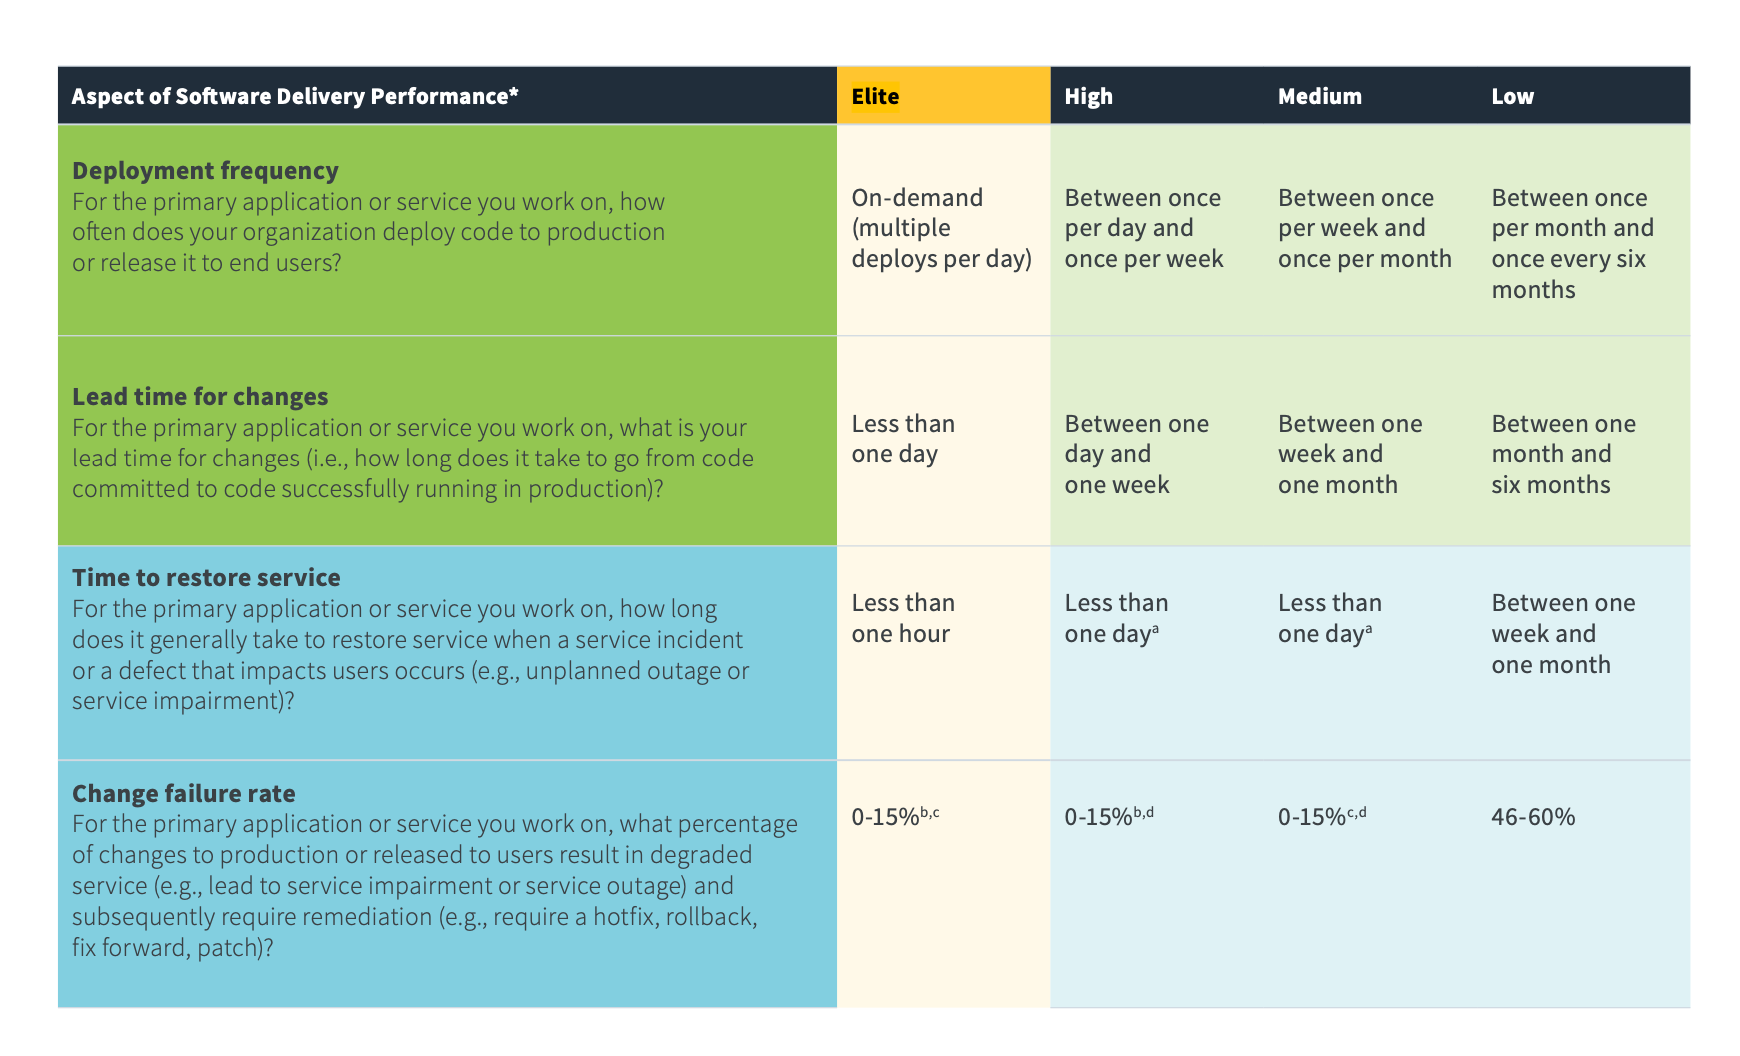 Aspect of Software Delivery Performance* Elite High Medium Low
Deployment frequency
For the primary application or service you work on, how
often does your organization deploy code to production
or release it to end users?
On-demand
(multiple
deploys per day)
Between once
per day and
once per week
Between once
per week and
once per month
Between once
per month and
once every six
months
Lead time for changes
For the primary application or service you work on, what is your
lead time for changes (i.e., how long does it take to go from code
committed to code successfully running in production)?
Less than
one day
Between one
day and
one week
Between one
week and
one month
Between one
month and
six months
Time to restore service
For the primary application or service you work on, how long
does it generally take to restore service when a service incident
or a defect that impacts users occurs (e.g., unplanned outage or
service impairment)?
Less than
one hour
Less than
one dayᵃ
Less than
one dayᵃ
Between one
week and
one month
Change failure rate
For the primary application or service you work on, what percentage
of changes to production or released to users result in degraded
service (e.g., lead to service impairment or service outage) and
subsequently require remediation (e.g., require a hotfix, rollback,
fix forward, patch)?
0-15%ᵇ,ᶜ
0-15%ᵇ,ᵈ
0-15%ᶜ,ᵈ
46-60%